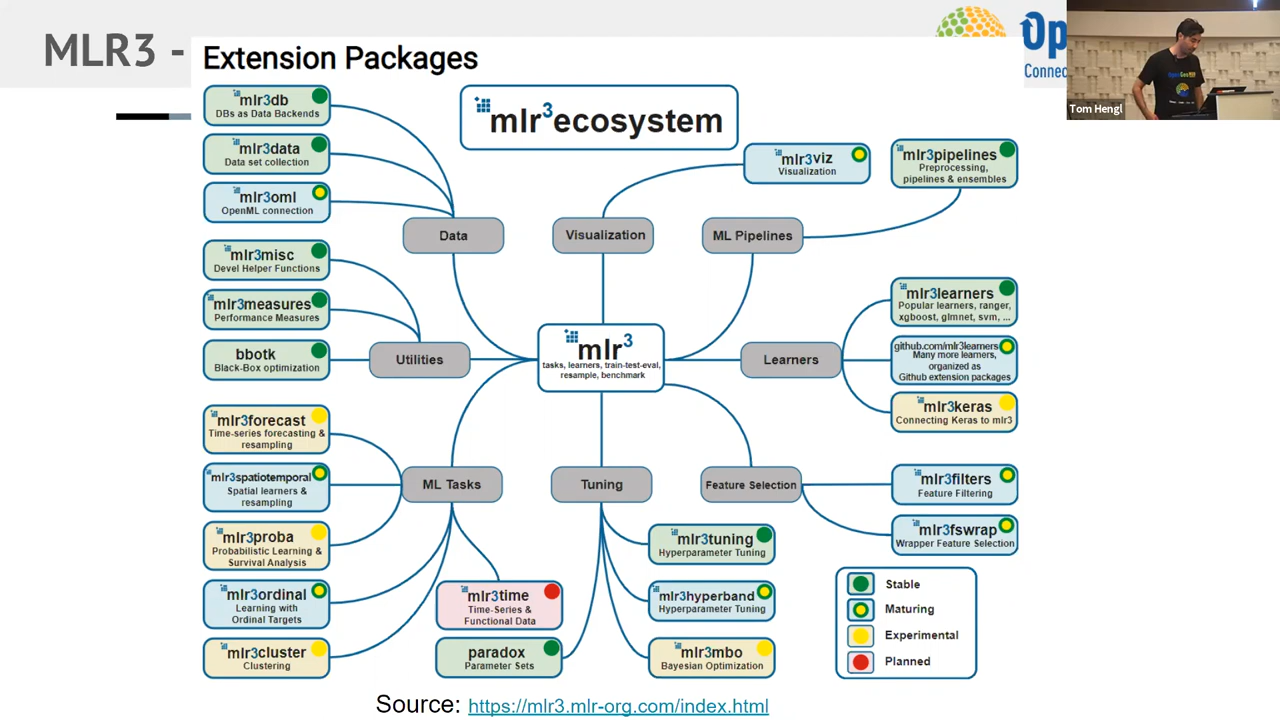 MLR3 -
Extension Packages
Op
Connec
Tom Hengl
mlr3ecosystem
mlr3db
DBs as Data Backends
mlr3data
Data set collection
mlr3oml
OpenML connection
mlr3misc
Devel Helper Functions
mlr3measures
Performance Measures
bbotk
Black-Box optimization
mlr3forecast
Time-series forecasting &
resampling
mlr3spatiotemporal
Spatial learners &
resampling
mlr3proba
Probabilistic Learning &
Survival Analysis
mlr3ordinal
Learning with
Ordinal Targets
mlr3cluster
Clustering
Data
Visualization
ML Pipelines
mlr3viz
Visualization
mlr3pipelines
Preprocessing,
pipelines & ensembles
Utilities
mlr3
tasks, learners, train-test-eval,
resample, benchmark
Learners
mlr3learners
Popular learners, ranger,
xgboost, glmnet, svm, ...
github.com/mlr3learners
Many more learners,
organized as
Github extension packages
mlr3keras
Connecting Keras to mlr3
ML Tasks
Tuning
Feature Selection
mlr3filters
Feature Filtering
mlr3fswrap
Wrapper Feature Selection
mlr3time
Time-Series &
Functional Data
paradox
Parameter Sets
mlr3tuning
Hyperparameter Tuning
mlr3hyperband
Hyperparameter Tuning
mlr3mbo
Bayesian Optimization
Stable
Maturing
Experimental
Planned
Source: https://mlr3.mlr-org.com/index.html